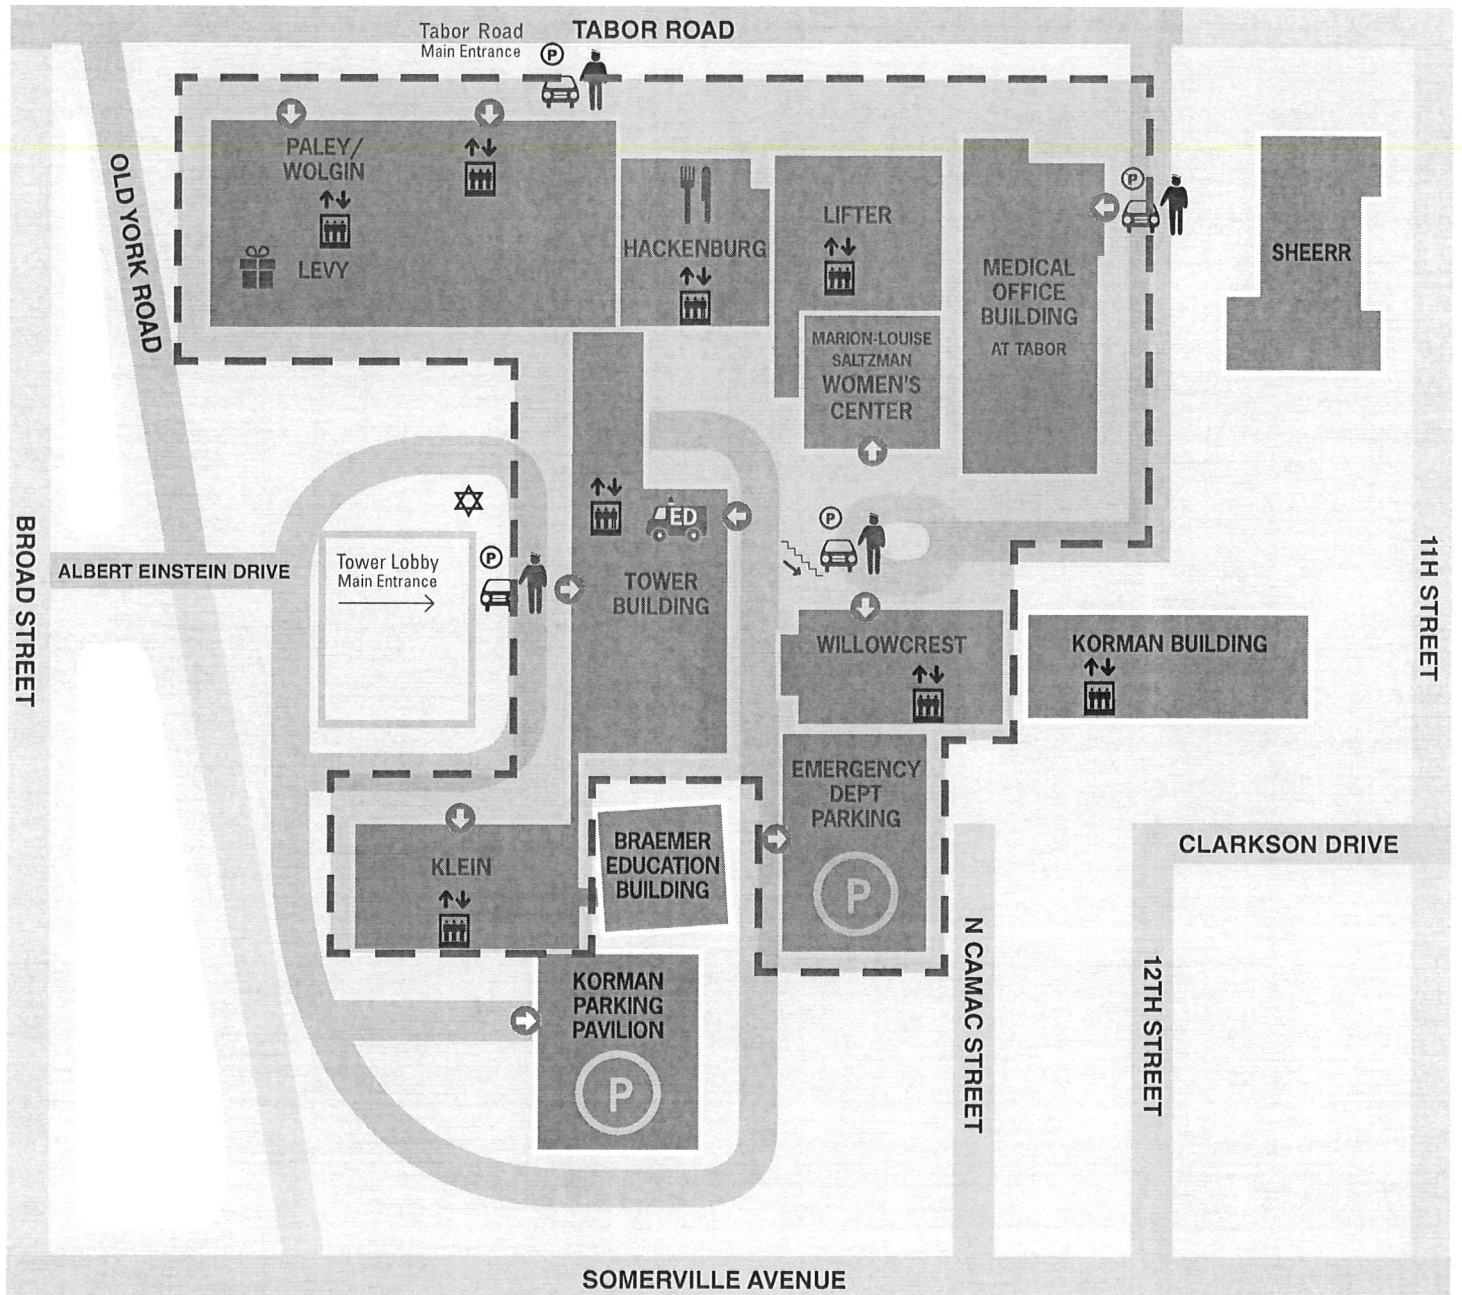 Tabor Road
Main Entrance
P
TABOR ROAD
OLD YORK ROAD
PALEY/
WOLGIN
LEVY
HACKENBURG
LIFTER
MEDICAL
OFFICE
BUILDING
AT TABOR
P
SHEERR
MARION-LOUISE
SALTZMAN
WOMEN'S
CENTER
BROAD STREET
ALBERT EINSTEIN DRIVE
Tower Lobby
Main Entrance
P
ED
TOWER
BUILDING
P
WILLOWCREST
KORMAN BUILDING
11H STREET
EMERGENCY
DEPT
PARKING
P
KLEIN
BRAEMER
EDUCATION
BUILDING
CLARKSON DRIVE
KORMAN
PARKING
PAVILION
P
N CAMAC STREET
12TH STREET
SOMERVILLE AVENUE